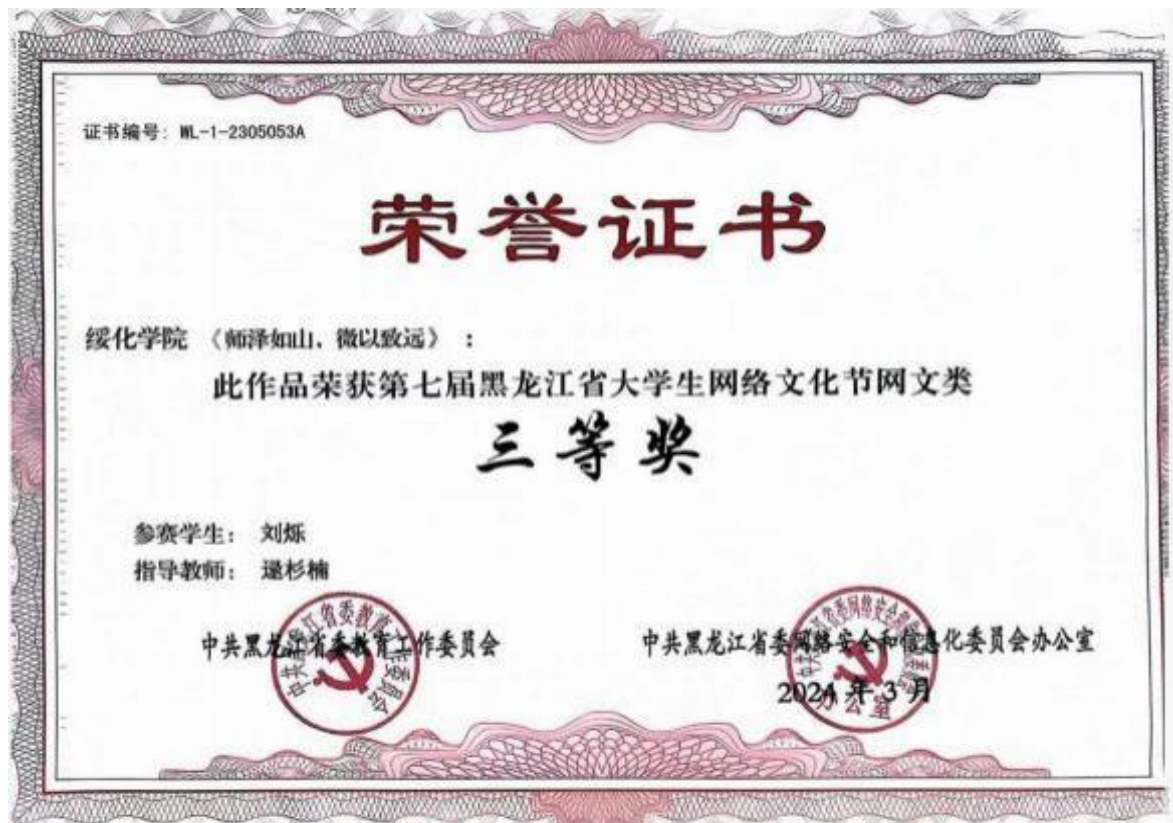 证书编号：WL-1-2305053A
荣誉证书
绥化学院 《师泽如山、微以致远》 ：
此作品荣获第七届黑龙江省大学生网络文化节网文类
三等奖
参赛学生： 刘烁
指导教师： 逯杉楠
中共黑龙江省委教育工作委员会
中共黑龙江省委网络安全和信息化委员会办公室
2024 年 3 月